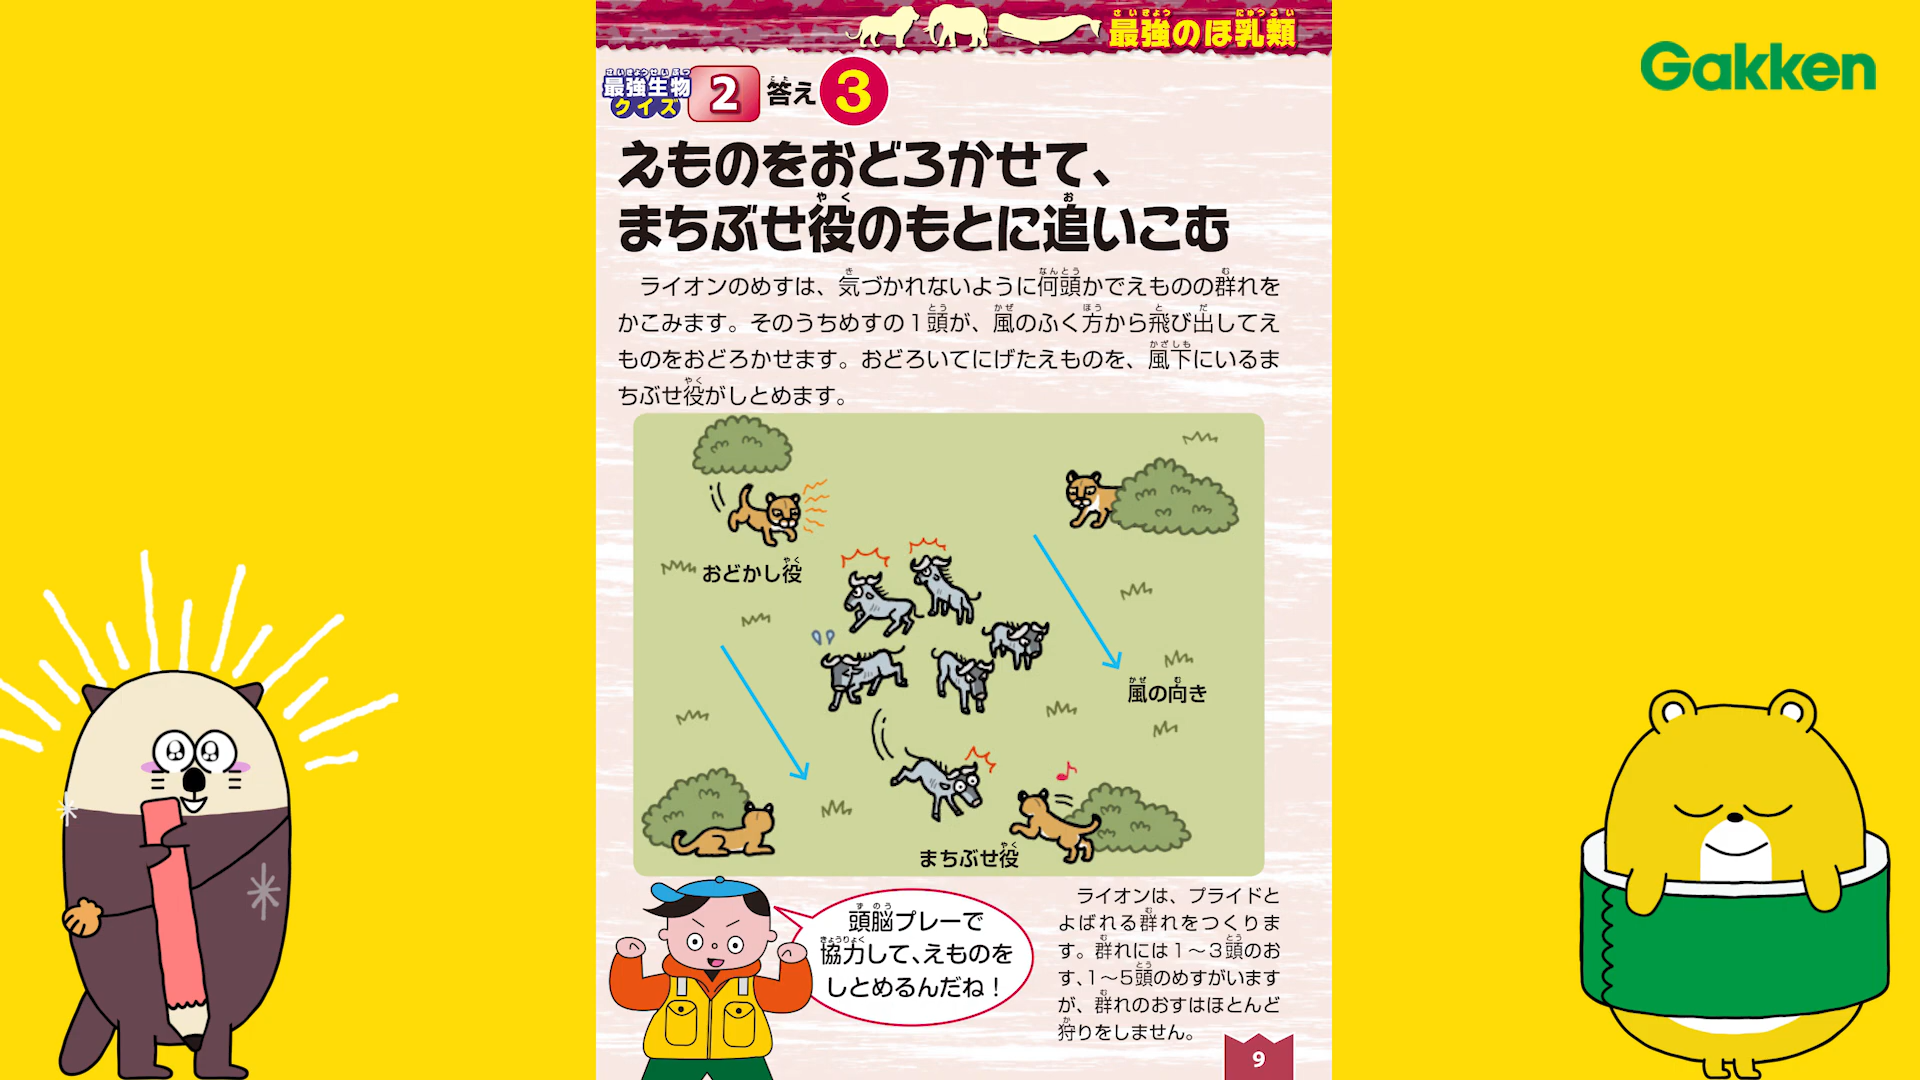 最強のほ乳類
Gakken
最強生物
クイズ
2
答え
3
えものをおどろかせて、
まちぶせ役のもとに追いこむ
ライオンのめすは、気づかれないように何頭かでえものの群れを
かこみます。そのうちめすの1頭が、風のふく方から飛び出してえ
ものをおどろかせます。おどろいてにげたえものを、風下にいるま
ちぶせ役がしとめます。
おどかし役
風の向き
まちぶせ役
頭脳プレーで
協力して、えものを
しとめるんだね！
ライオンは、プライドと
よばれる群れをつくりま
す。群れには1～3頭のお
す、1～5頭のめすがいます
が、群れのおすはほとんど
狩りをしません。
9